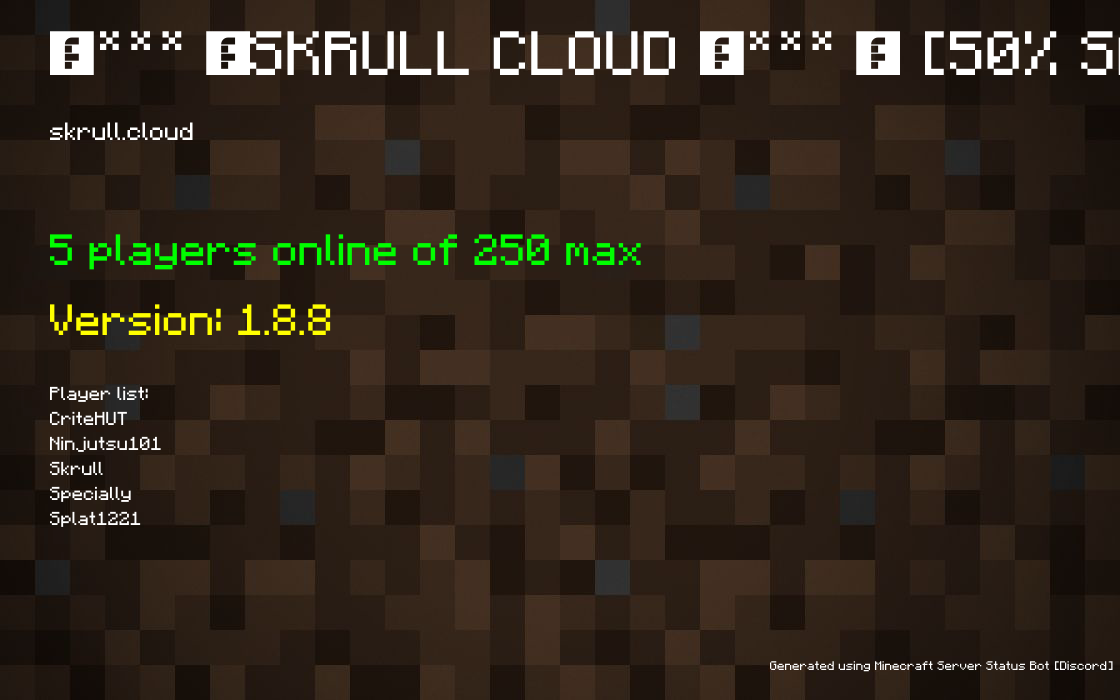 *** SKRULL CLOUD *** [50%
skrull.cloud
5 players online of 250 max
Version: 1.8.8
Player list:
CriteHUT
Ninjutsu101
Skrull
Specially
Splat1221
Generated using Minecraft Server Status Bot [Discord]